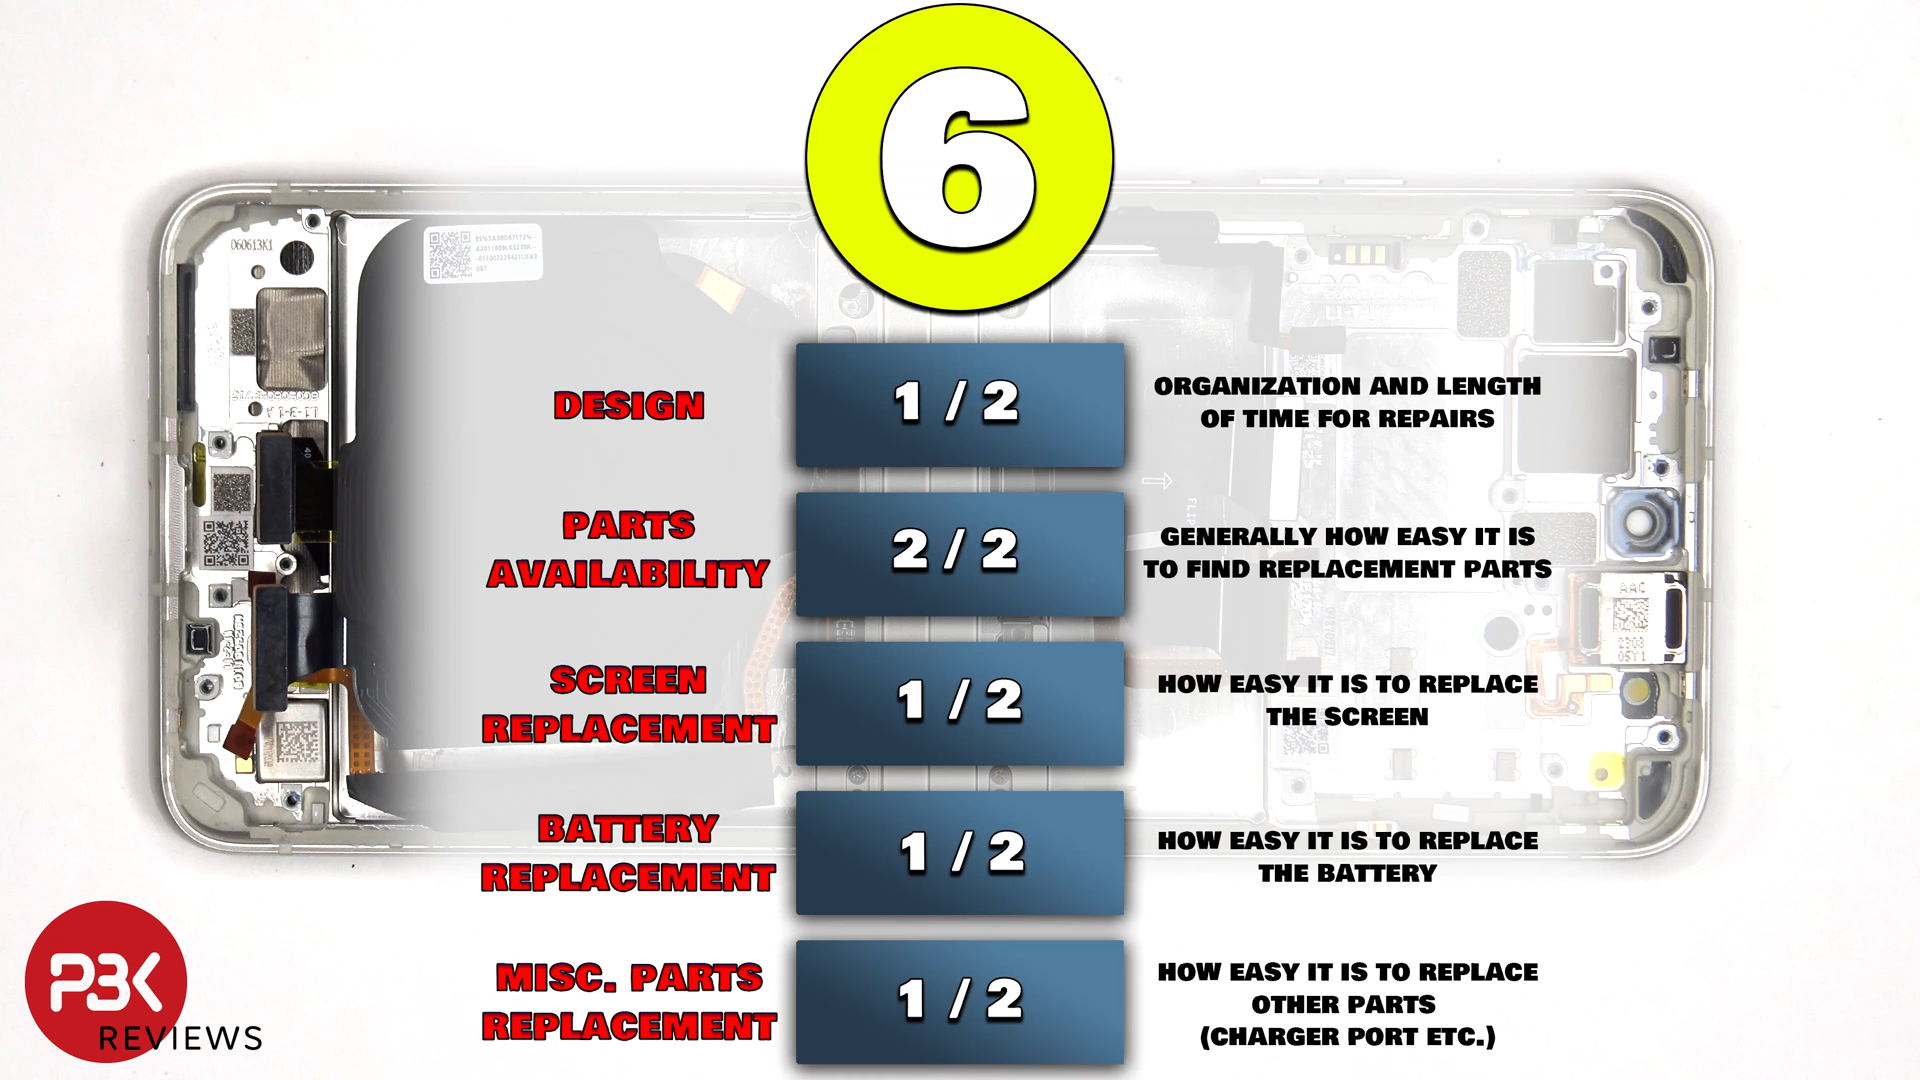 6
060613K1
DESIGN
1 / 2
ORGANIZATION AND LENGTH
OF TIME FOR REPAIRS
PARTS
AVAILABILITY
2 / 2
GENERALLY HOW EASY IT IS
TO FIND REPLACEMENT PARTS
SCREEN
REPLACEMENT
1 / 2
HOW EASY IT IS TO REPLACE
THE SCREEN
BATTERY
REPLACEMENT
1 / 2
HOW EASY IT IS TO REPLACE
THE BATTERY
MISC. PARTS
REPLACEMENT
1 / 2
HOW EASY IT IS TO REPLACE
OTHER PARTS
(CHARGER PORT ETC.)
AAC
PBK
REVIEWS